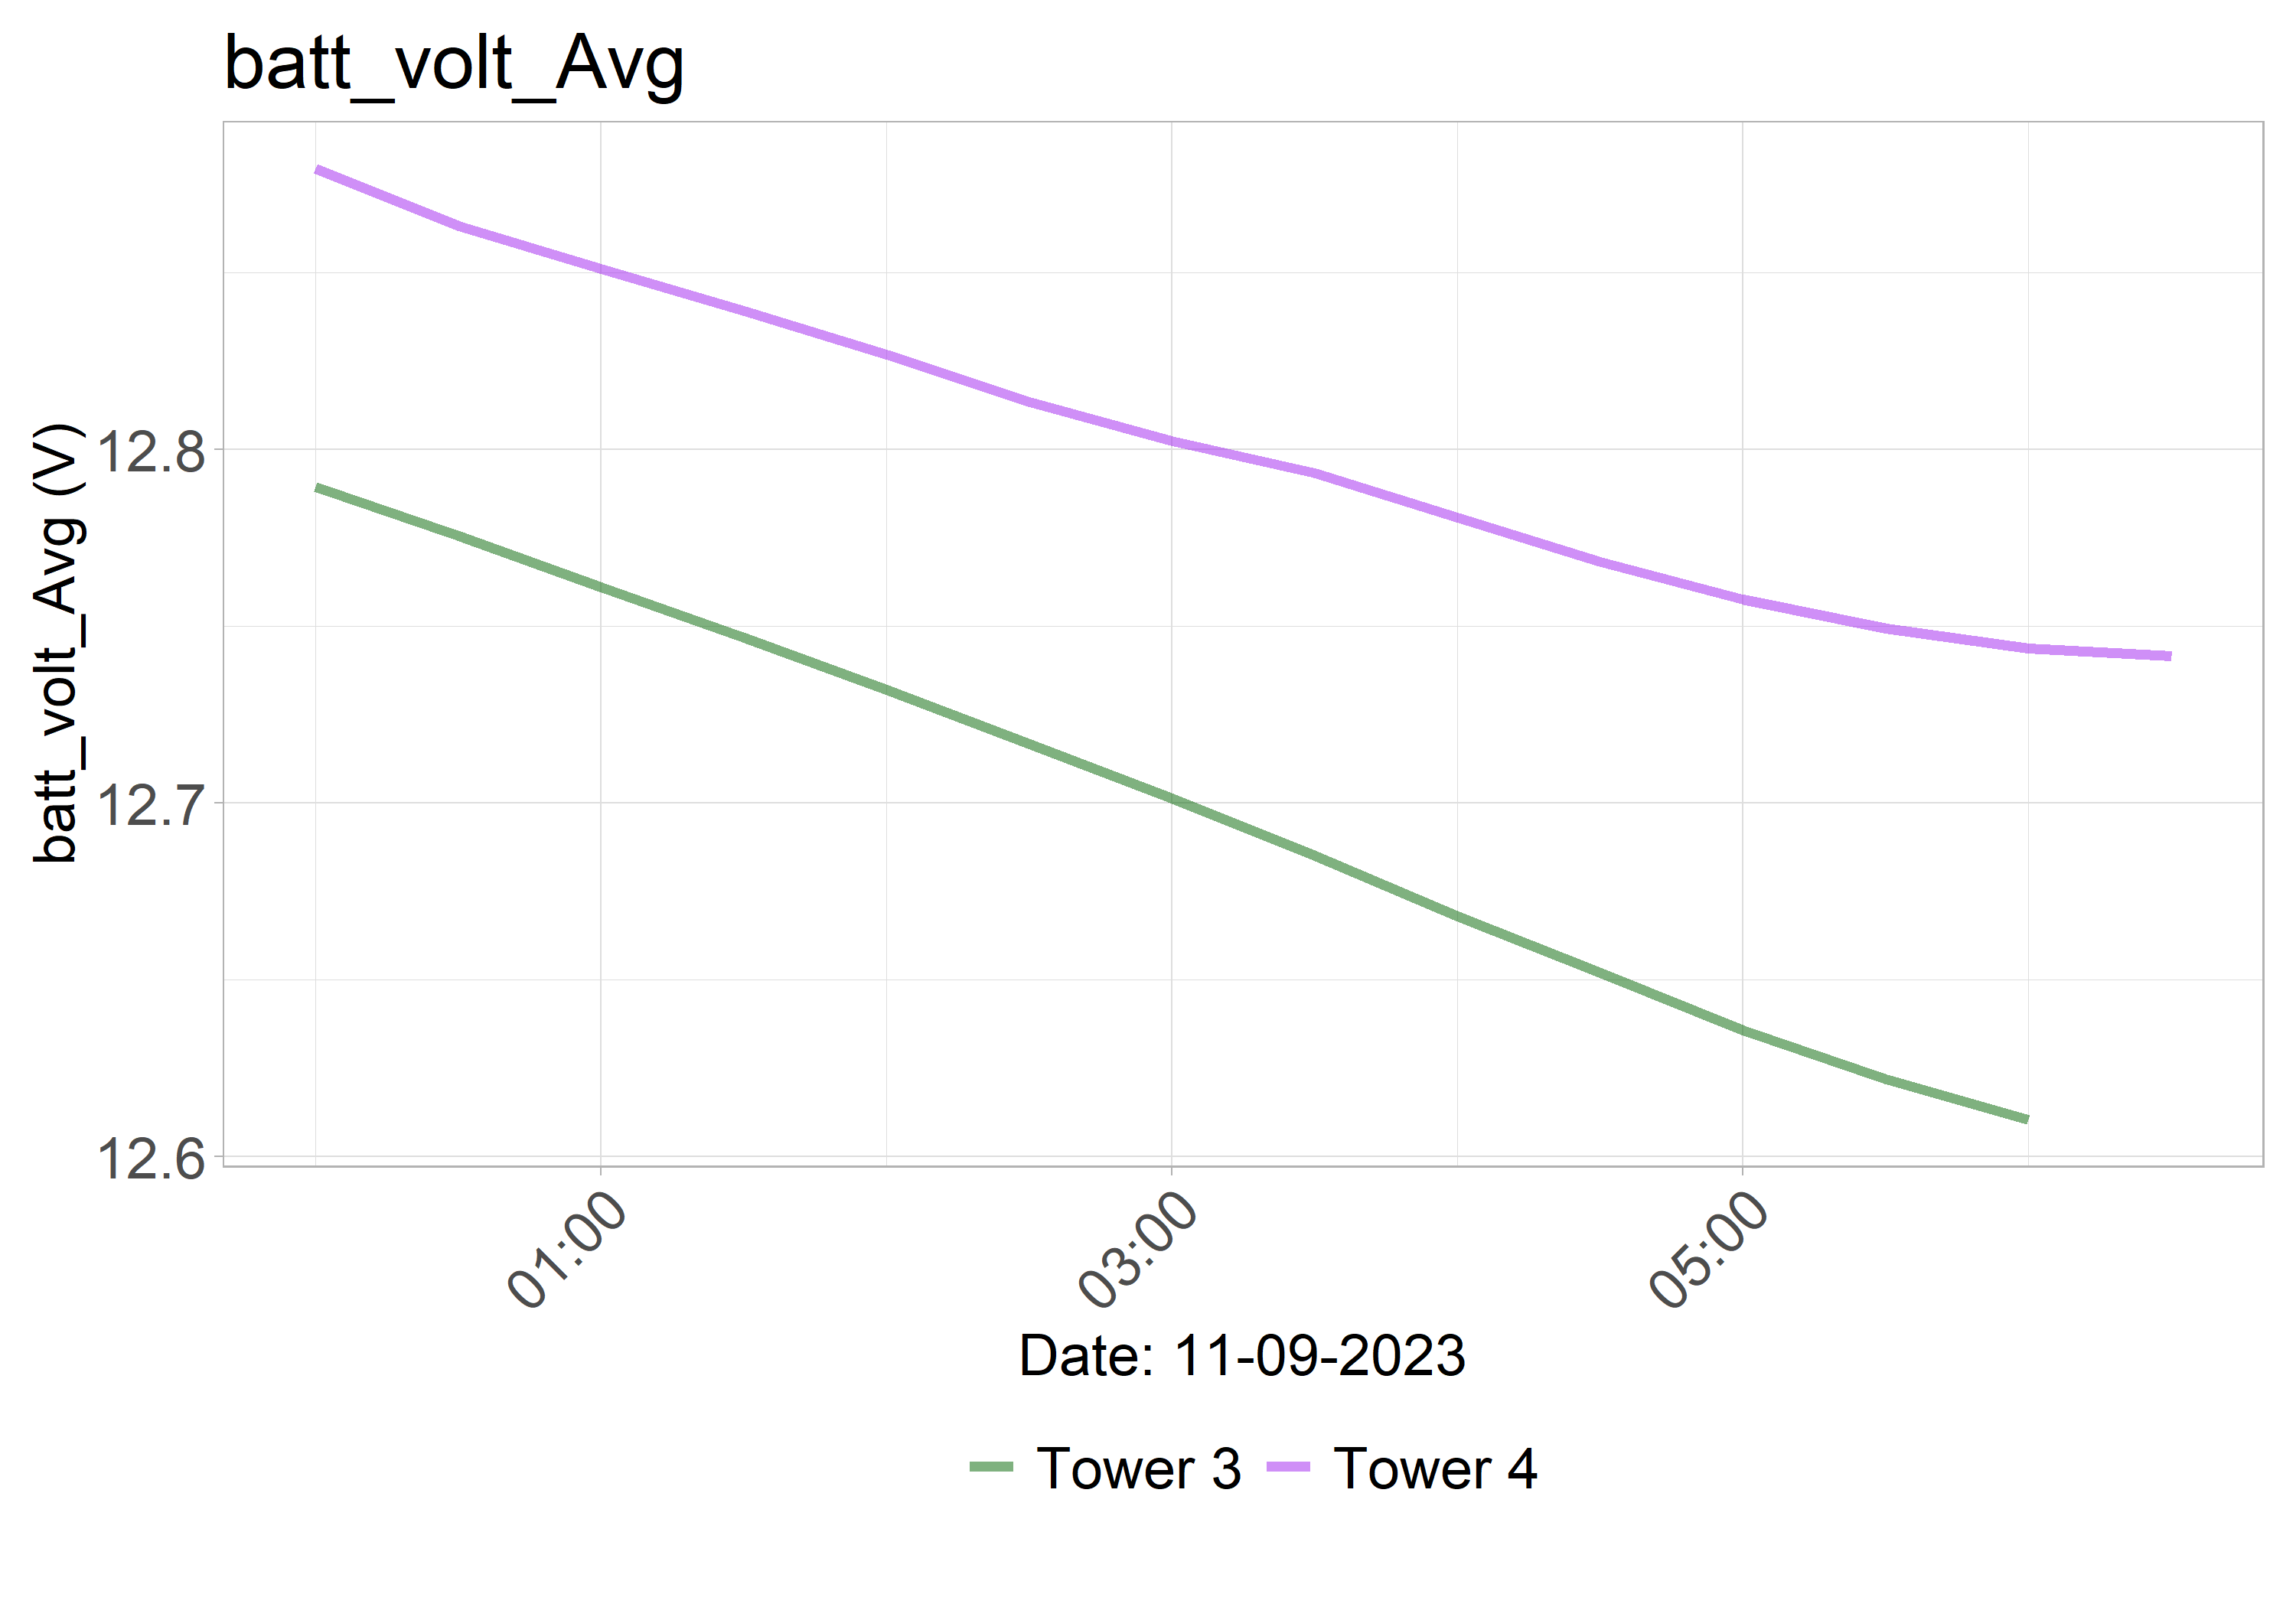 batt_volt_Avg
batt_volt_Avg (V)
12.8
12.7
12.6
01:00
03:00
05:00
Date: 11-09-2023
Tower 3
Tower 4